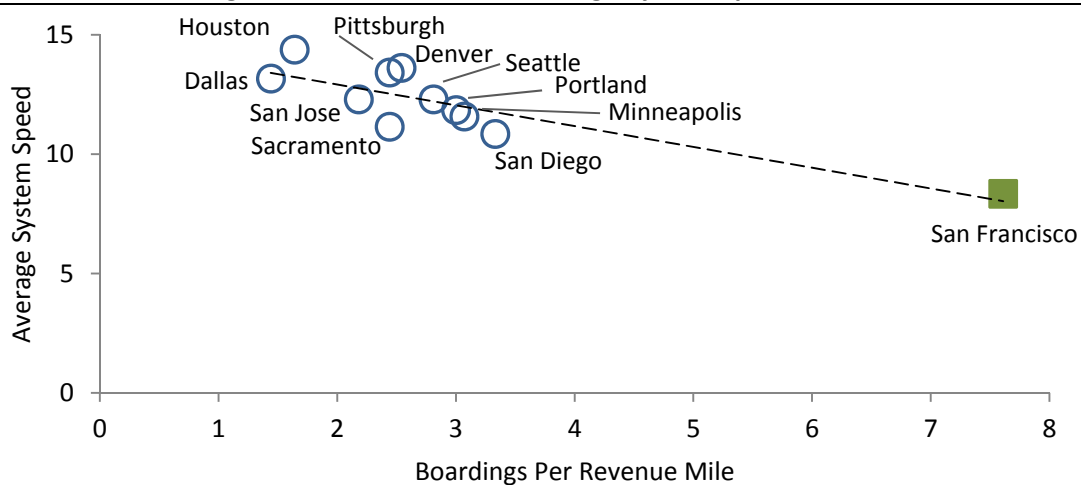 15
Houston
Pittsburgh
Denver
Seattle
Dallas
Portland
San Jose
Minneapolis
Sacramento
San Diego
10
San Francisco
5
0
Average System Speed
0 1 2 3 4 5 6 7 8
Boardings Per Revenue Mile